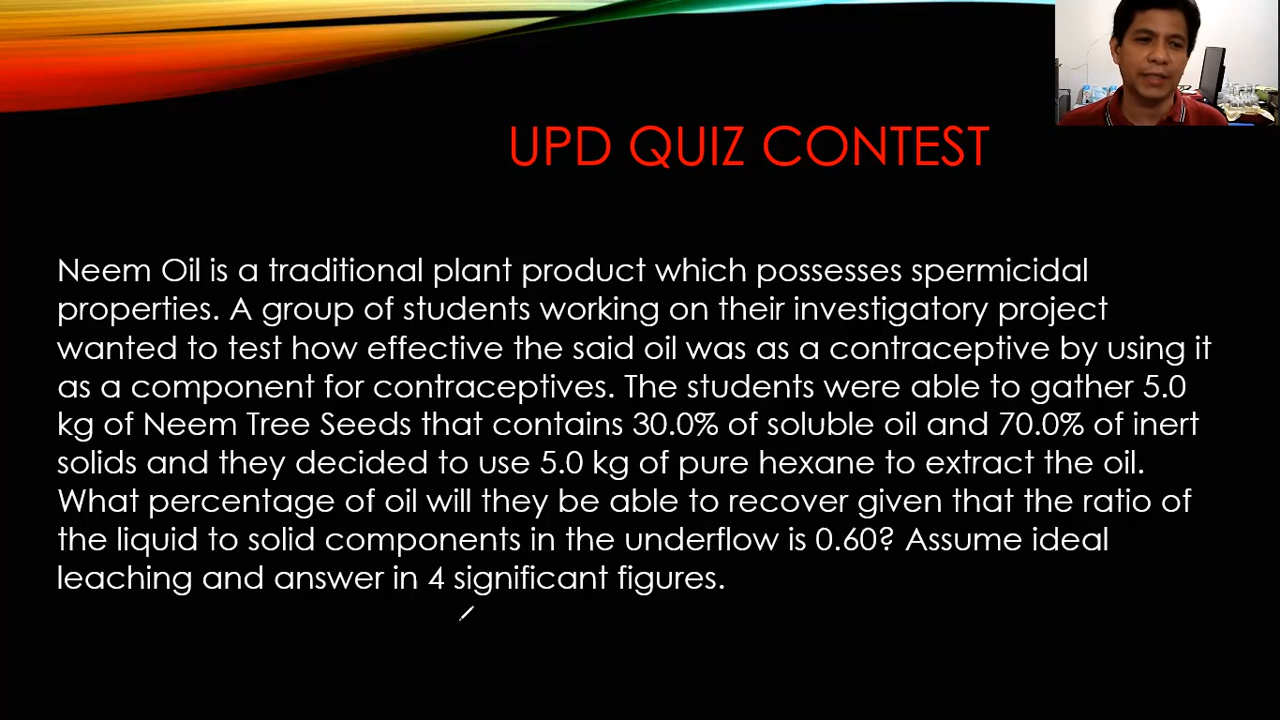 UPD QUIZ CONTEST
Neem Oil is a traditional plant product which possesses spermicidal
properties. A group of students working on their investigatory project
wanted to test how effective the said oil was as a contraceptive by using it
as a component for contraceptives. The students were able to gather 5.0
kg of Neem Tree Seeds that contains 30.0% of soluble oil and 70.0% of inert
solids and they decided to use 5.0 kg of pure hexane to extract the oil.
What percentage of oil will they be able to recover given that the ratio of
the liquid to solid components in the underflow is 0.60? Assume ideal
leaching and answer in 4 significant figures.